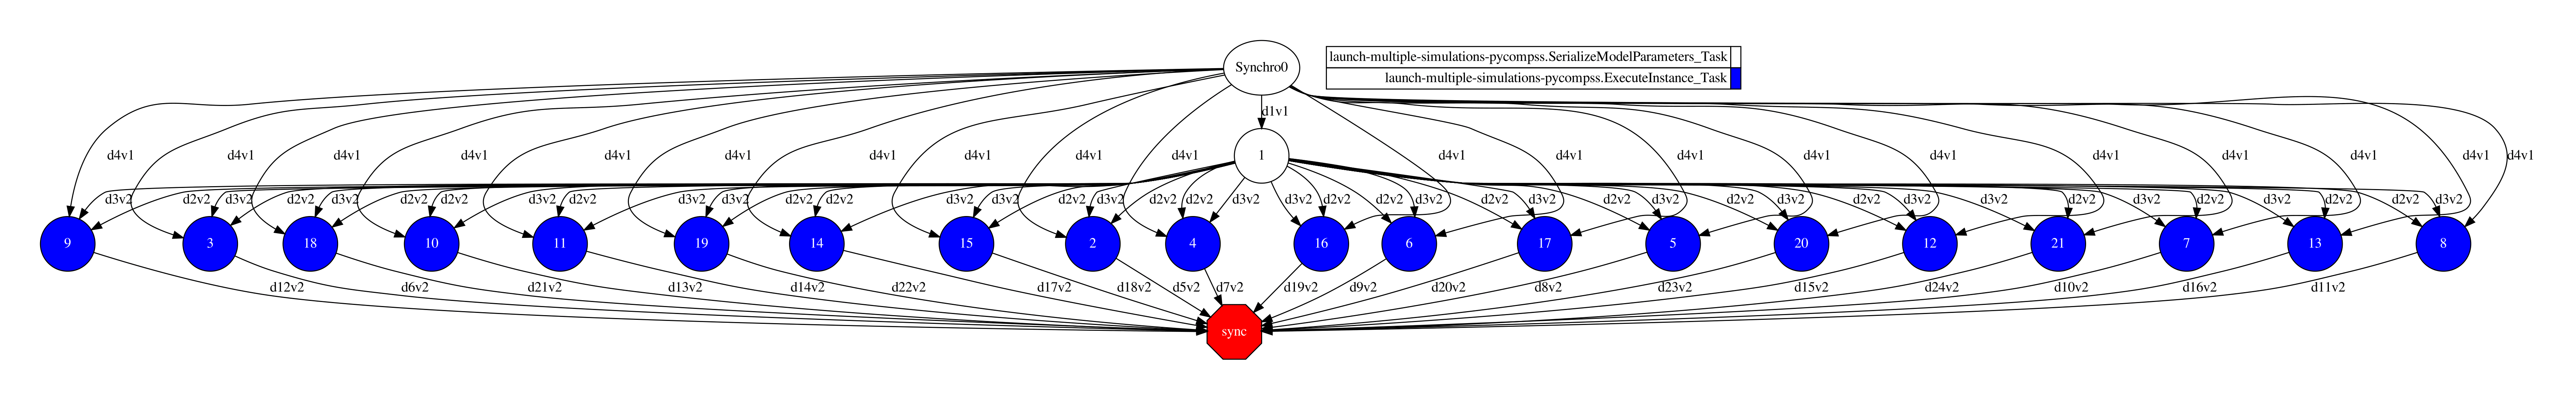 Synchro0
launch-multiple-simulations-pycompss.SerializeModelParameters_Task
launch-multiple-simulations-pycompss.ExecuteInstance_Task
d1v1
d4v1 d4v1 d4v1 d4v1 d4v1 d4v1 d4v1 d4v1 d4v1 d4v1 1 d4v1 d4v1 d4v1 d4v1 d4v1 d4v1 d4v1 d4v1 d4v1 d4v1
d3v2 d2v2 d3v2 d2v2 d3v2 d2v2 d2v2 d3v2 d2v2 d3v2 d2v2 d3v2 d2v2 d3v2 d2v2 d3v2 d2v2 d3v2 d2v2 d3v2 d3v2 d2v2 d2v2 d3v2 d2v2 d3v2 d2v2 d3v2 d2v2 d3v2 d2v2 d3v2 d3v2 d2v2 d3v2 d2v2 d3v2 d2v2 d2v2 d3v2
9 3 18 10 11 19 14 15 2 4 16 6 17 5 20 12 21 7 13 8
d12v2 d6v2 d21v2 d13v2 d14v2 d22v2 d17v2 d18v2 d5v2 d7v2 d19v2 d9v2 d20v2 d8v2 d23v2 d15v2 d24v2 d10v2 d16v2 d11v2
sync